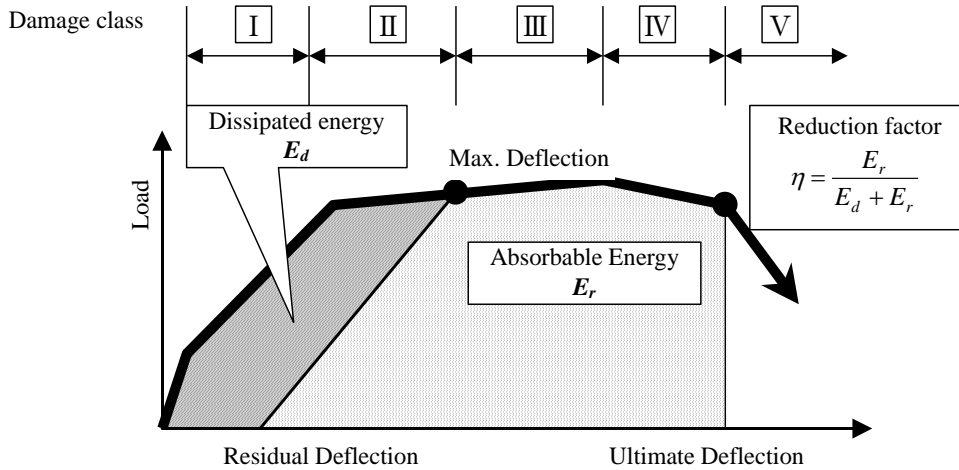 Damage class
Ⅰ
Ⅱ
Ⅲ
Ⅳ
Ⅴ
Dissipated energy
E_d
Max. Deflection
Reduction factor
η = E_r / (E_d + E_r)
Load
Absorbable Energy
E_r
Residual Deflection
Ultimate Deflection